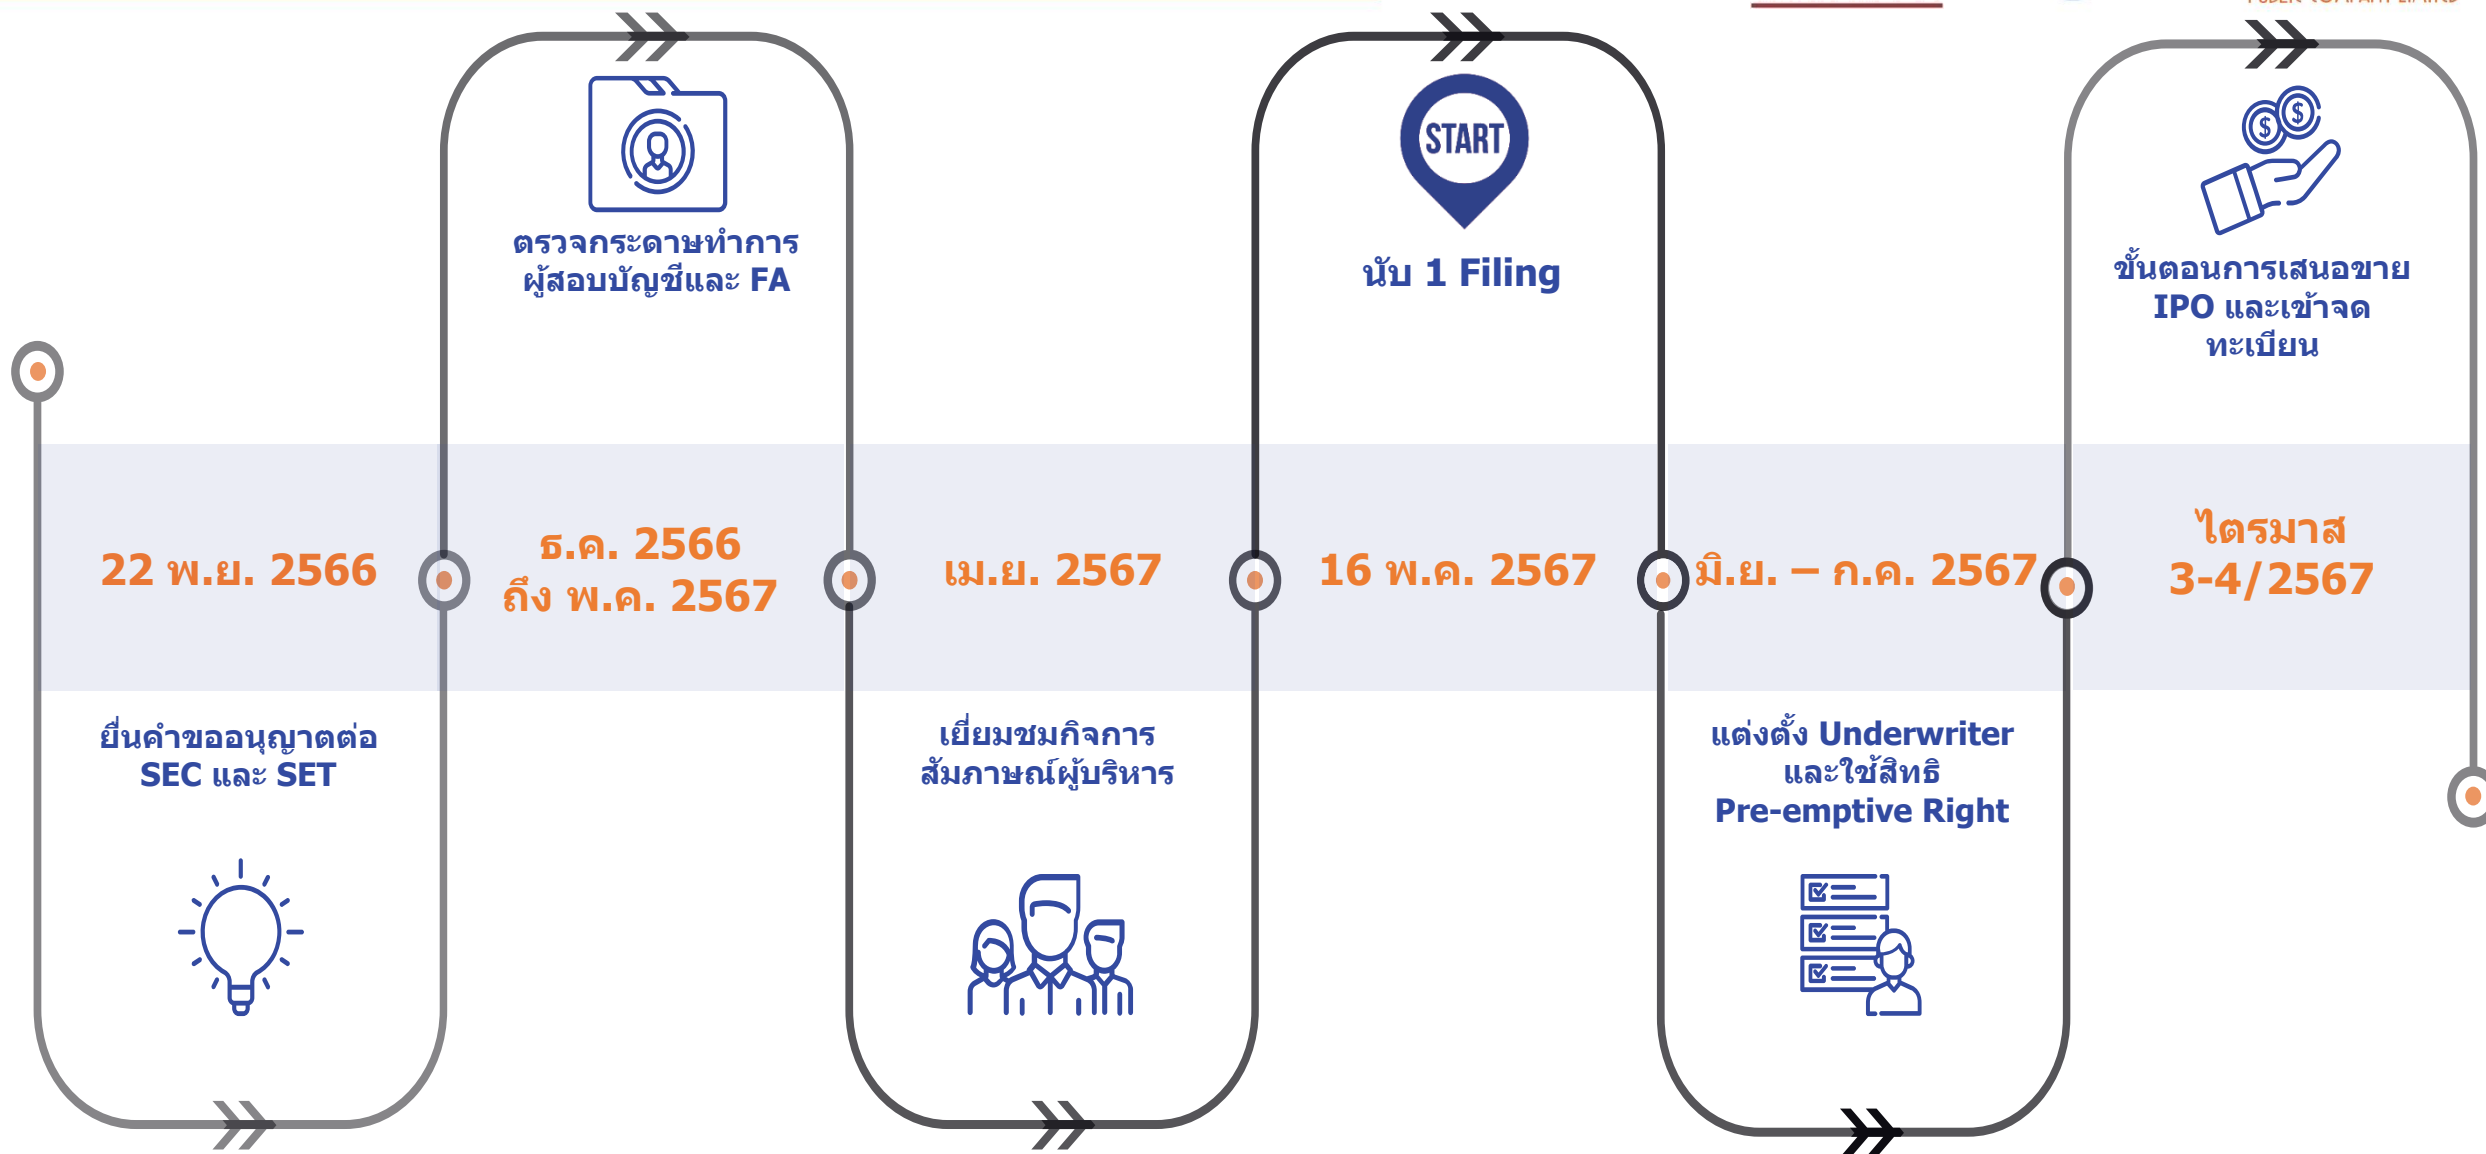 ตรวจกระดาษทำการ
ผู้สอบบัญชีและ FA
START
นับ 1 Filing
$ $
ขั้นตอนการเสนอขาย
IPO และเข้าจด
ทะเบียน
22 พ.ย. 2566
ธ.ค. 2566
ถึง พ.ค. 2567
เม.ย. 2567
16 พ.ค. 2567
มิ.ย. – ก.ค. 2567
ไตรมาส
3-4/2567
ยื่นคำขออนุญาตต่อ
SEC และ SET
เยี่ยมชมกิจการ
สัมภาษณ์ผู้บริหาร
แต่งตั้ง Underwriter
และใช้สิทธิ
Pre-emptive Right